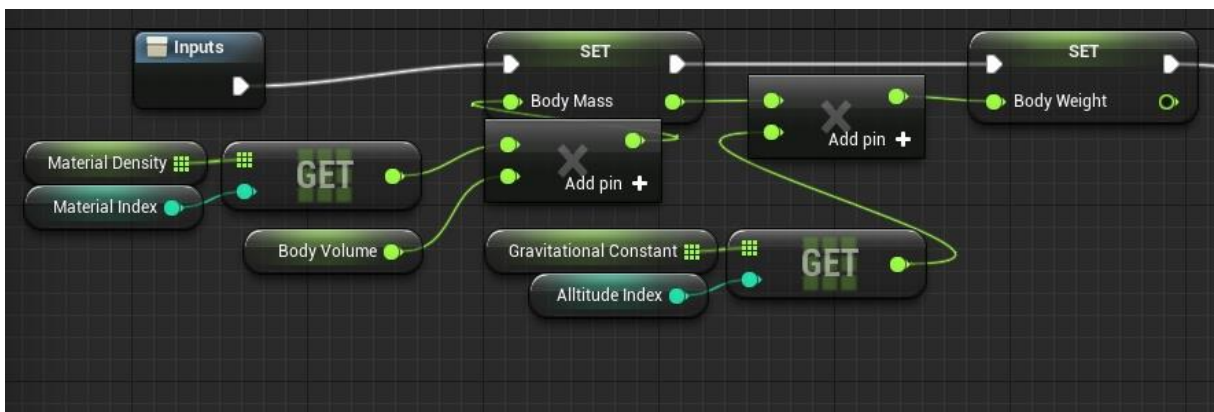 Inputs
SET
SET
Body Mass
Body Weight
Add pin
Material Density
GET
Add pin
Material Index
Body Volume
Gravitational Constant
GET
Alltitude Index